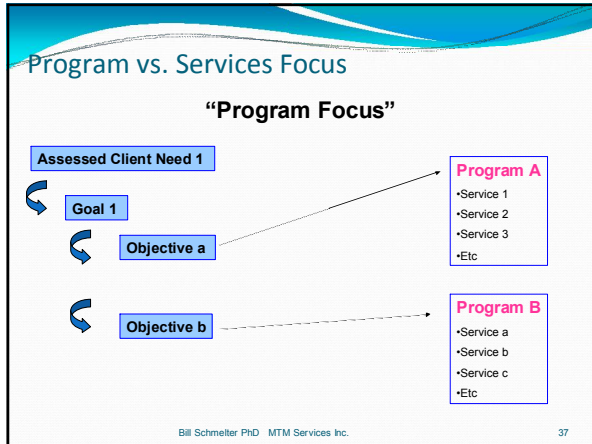 Program vs. Services Focus
“Program Focus”
Assessed Client Need 1
Goal 1
Objective a
Objective b
Program A
•Service 1
•Service 2
•Service 3
•Etc
Program B
•Service a
•Service b
•Service c
•Etc
Bill Schmelter PhD   MTM Services Inc.
37